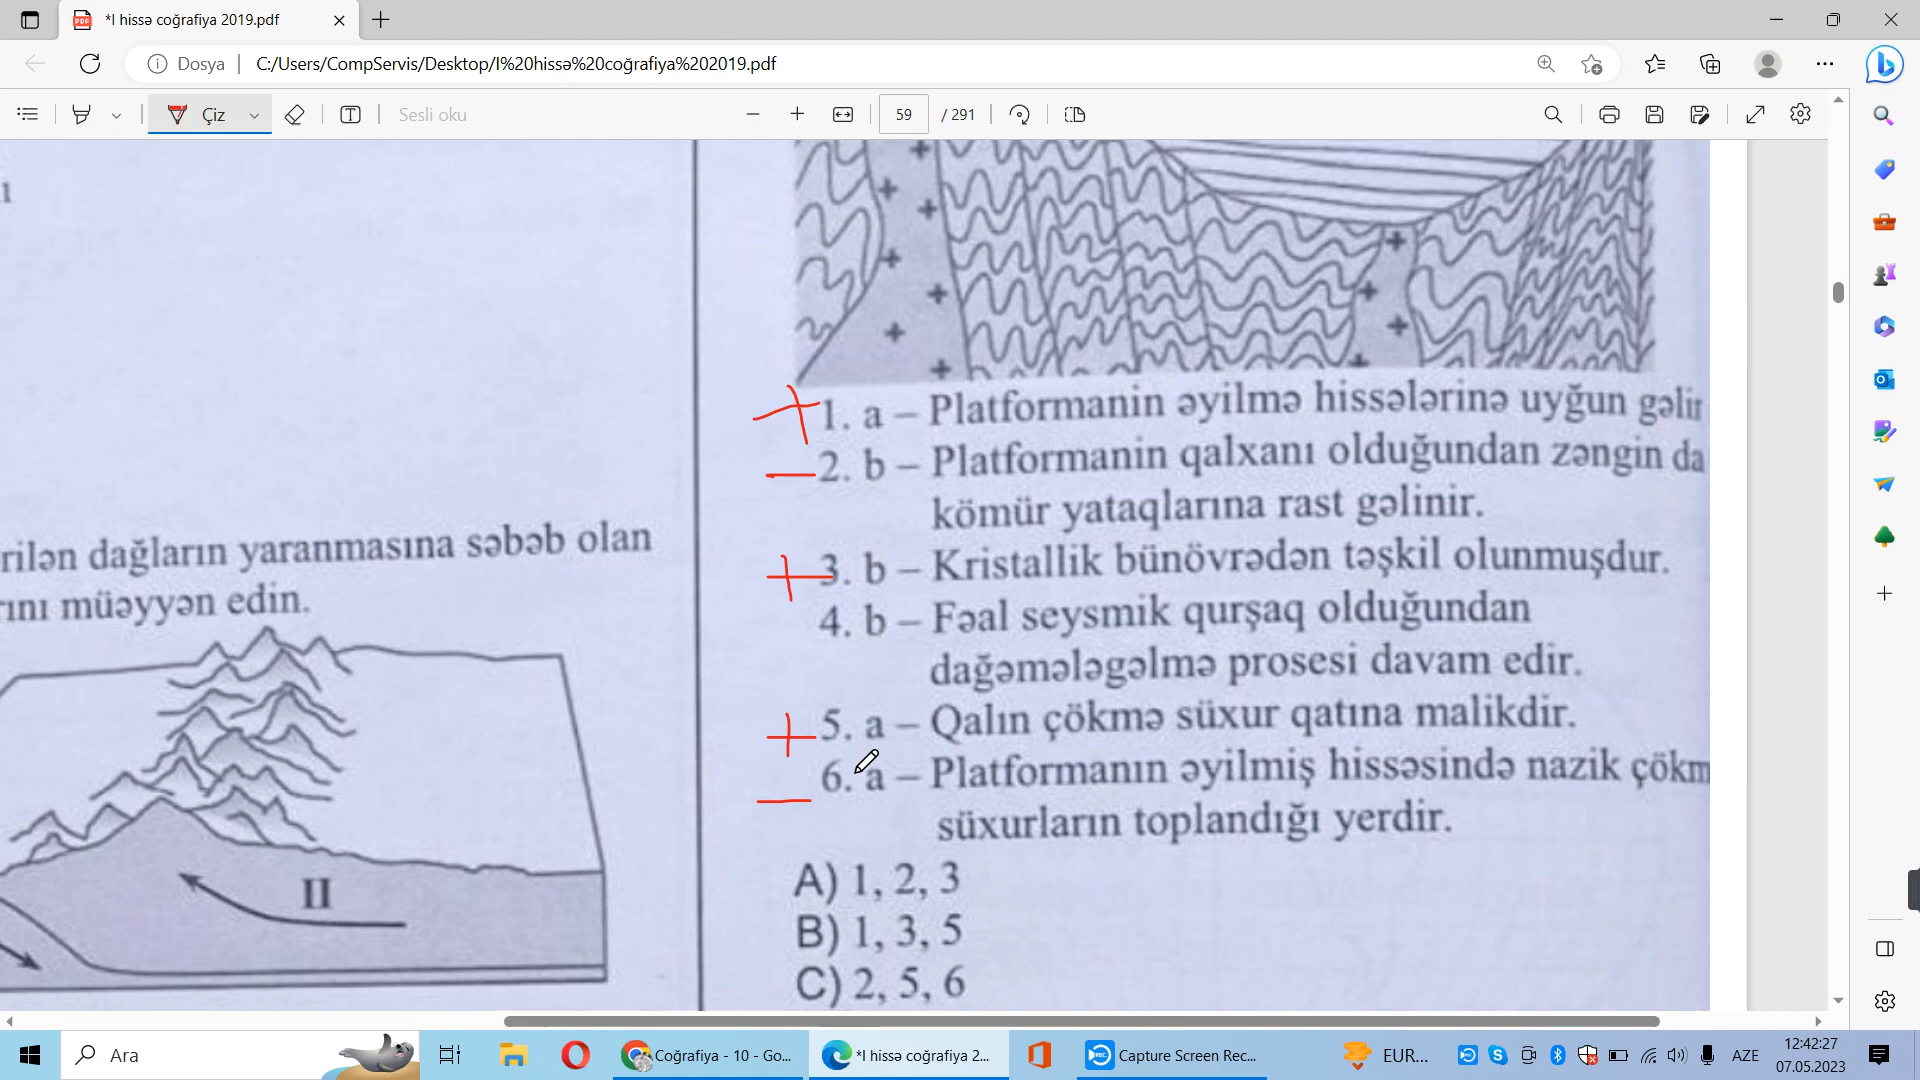 *I hissə coğrafiya 2019.pdf
Dosya
C:/Users/CompServis/Desktop/I%20hissə%20coğrafiya%202019.pdf
Çiz
Sesli oku
59
/ 291
rilən dağların yaranmasına səbəb olan
rını müəyyən edin.
II
1. a – Platformanin əyilmə hissələrinə uyğun gəlir
2. b – Platformanin qalxanı olduğundan zəngin da
kömür yataqlarına rast gəlinir.
3. b – Kristallik bünövrədən təşkil olunmuşdur.
4. b – Fəal seysmik qurşaq olduğundan
dağəmələgəlmə prosesi davam edir.
5. a – Qalın çökmə süxur qatına malikdir.
6. a – Platformanın əyilmiş hissəsində nazik çökm
süxurların toplandığı yerdir.
A) 1, 2, 3
B) 1, 3, 5
C) 2, 5, 6
Ara
Coğrafiya - 10 - Go...
*I hissə coğrafiya 2...
Capture Screen Rec...
EUR...
AZE
12:42:27
07.05.2023